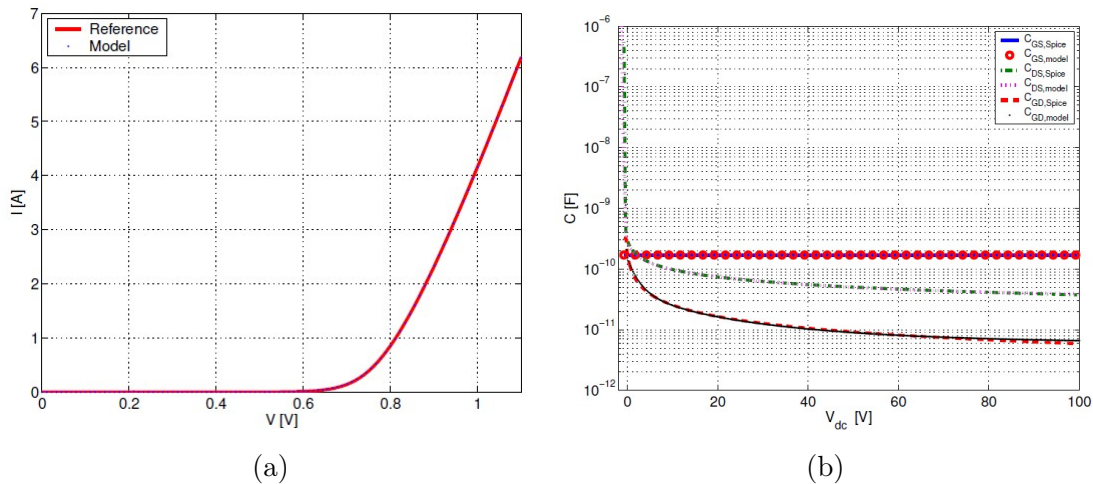 7
6
5
4
3
2
1
0
I [A]
Reference
Model
0
0.2
0.4
0.6
0.8
1
V [V]
(a)
10^-6
10^-7
10^-8
10^-9
10^-10
10^-11
10^-12
C [F]
C_GS,Spice
C_GS,model
C_DS,Spice
C_DS,model
C_GD,Spice
C_GD,model
0
20
40
60
80
100
V_dc [V]
(b)